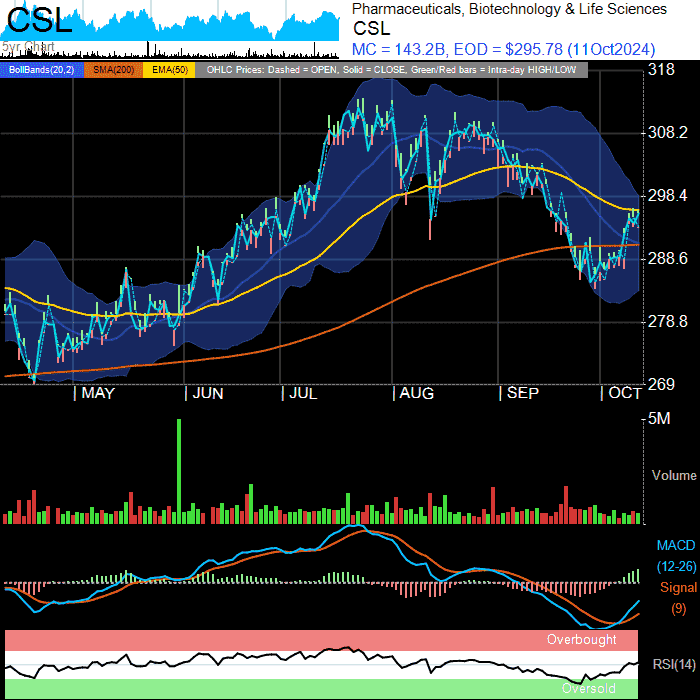 CSL
5yr Chart
Pharmaceuticals, Biotechnology & Life Sciences
CSL
MC = 143.2B, EOD = $295.78 (11Oct2024)
BollBands(20,2) SMA(200) EMA(50) OHLC Prices: Dashed = OPEN, Solid = CLOSE, Green/Red bars = Intra-day HIGH/LOW
318
308.2
298.4
288.6
278.8
269
MAY JUN JUL AUG SEP OCT
5M
Volume
MACD
(12-26)
Signal
(9)
Overbought
RSI(14)
Oversold